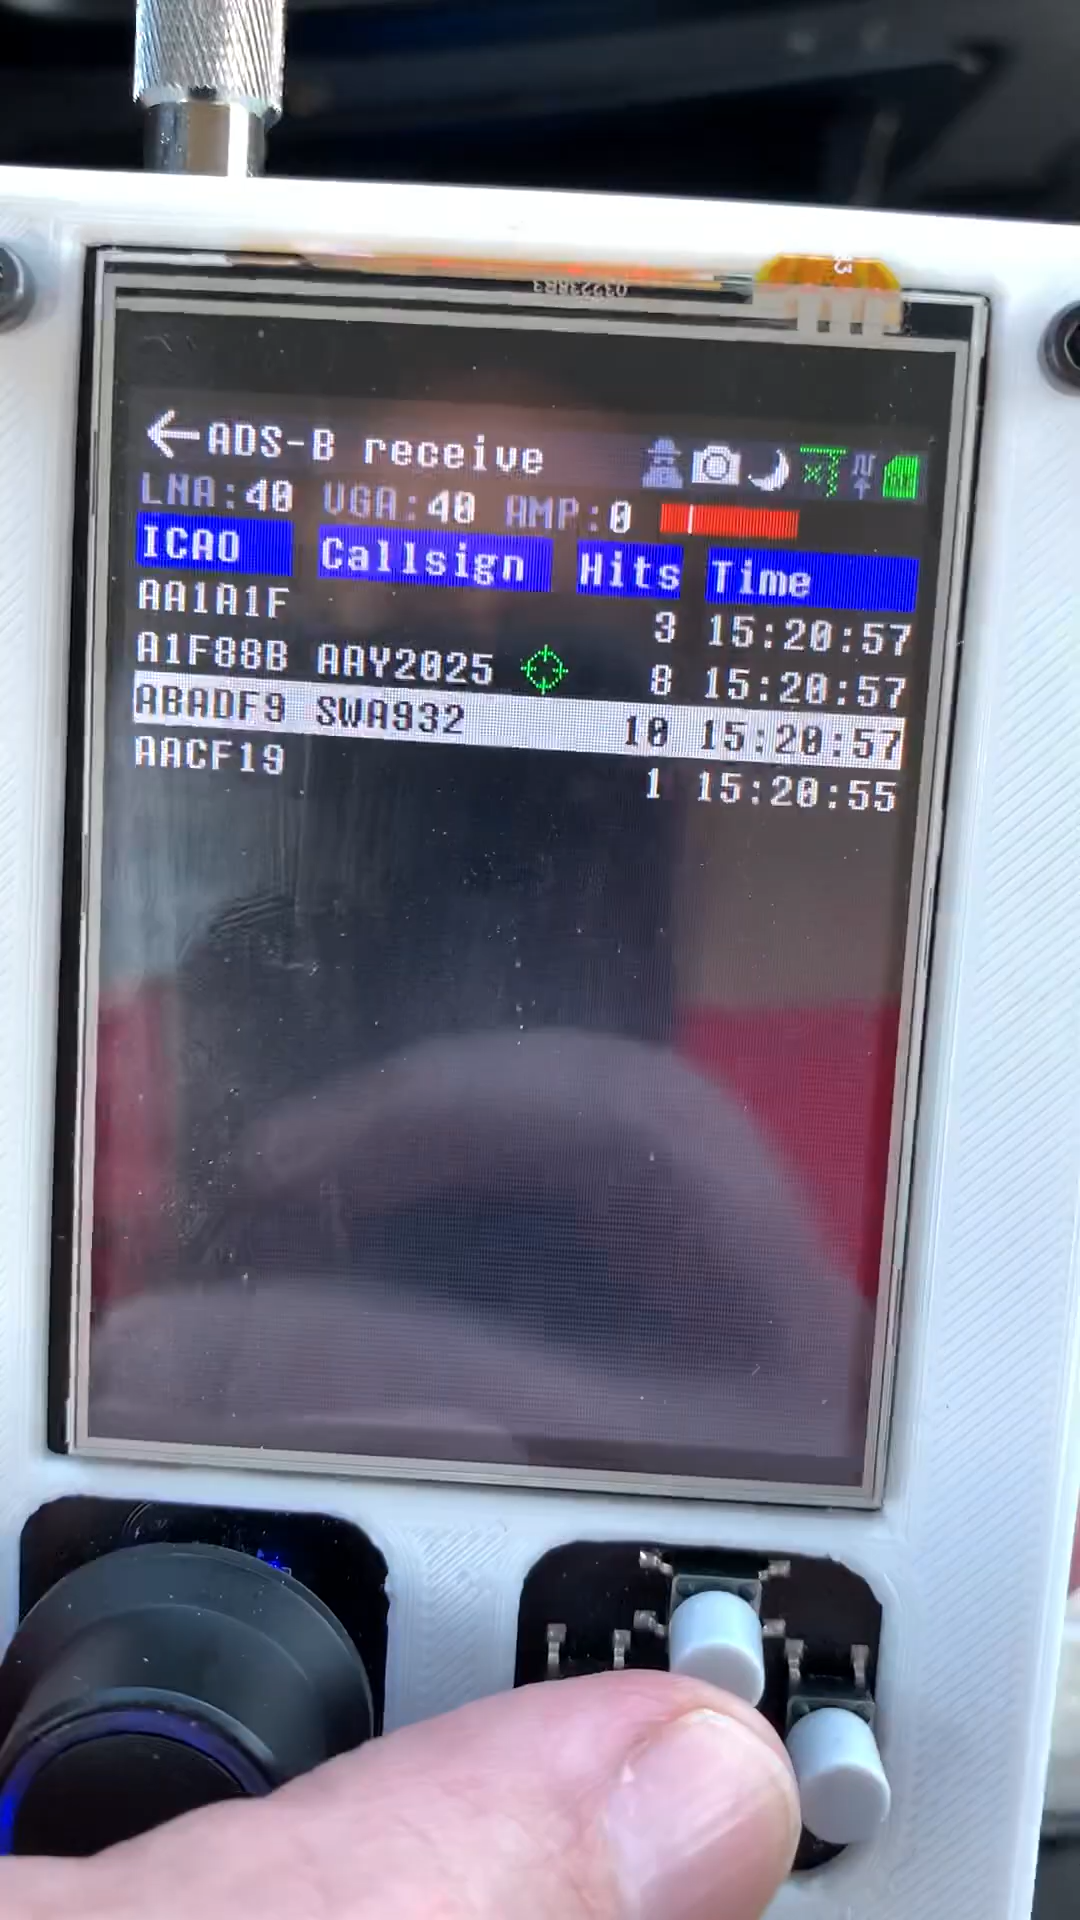 ADS-B receive
LNA:40 VGA:40 AMP:0
ICAO Callsign Hits Time
AA1A1F 3 15:20:57
A1F88B AAY2025 8 15:20:57
ABADF9 SWA932 10 15:20:57
AACF19 1 15:20:55